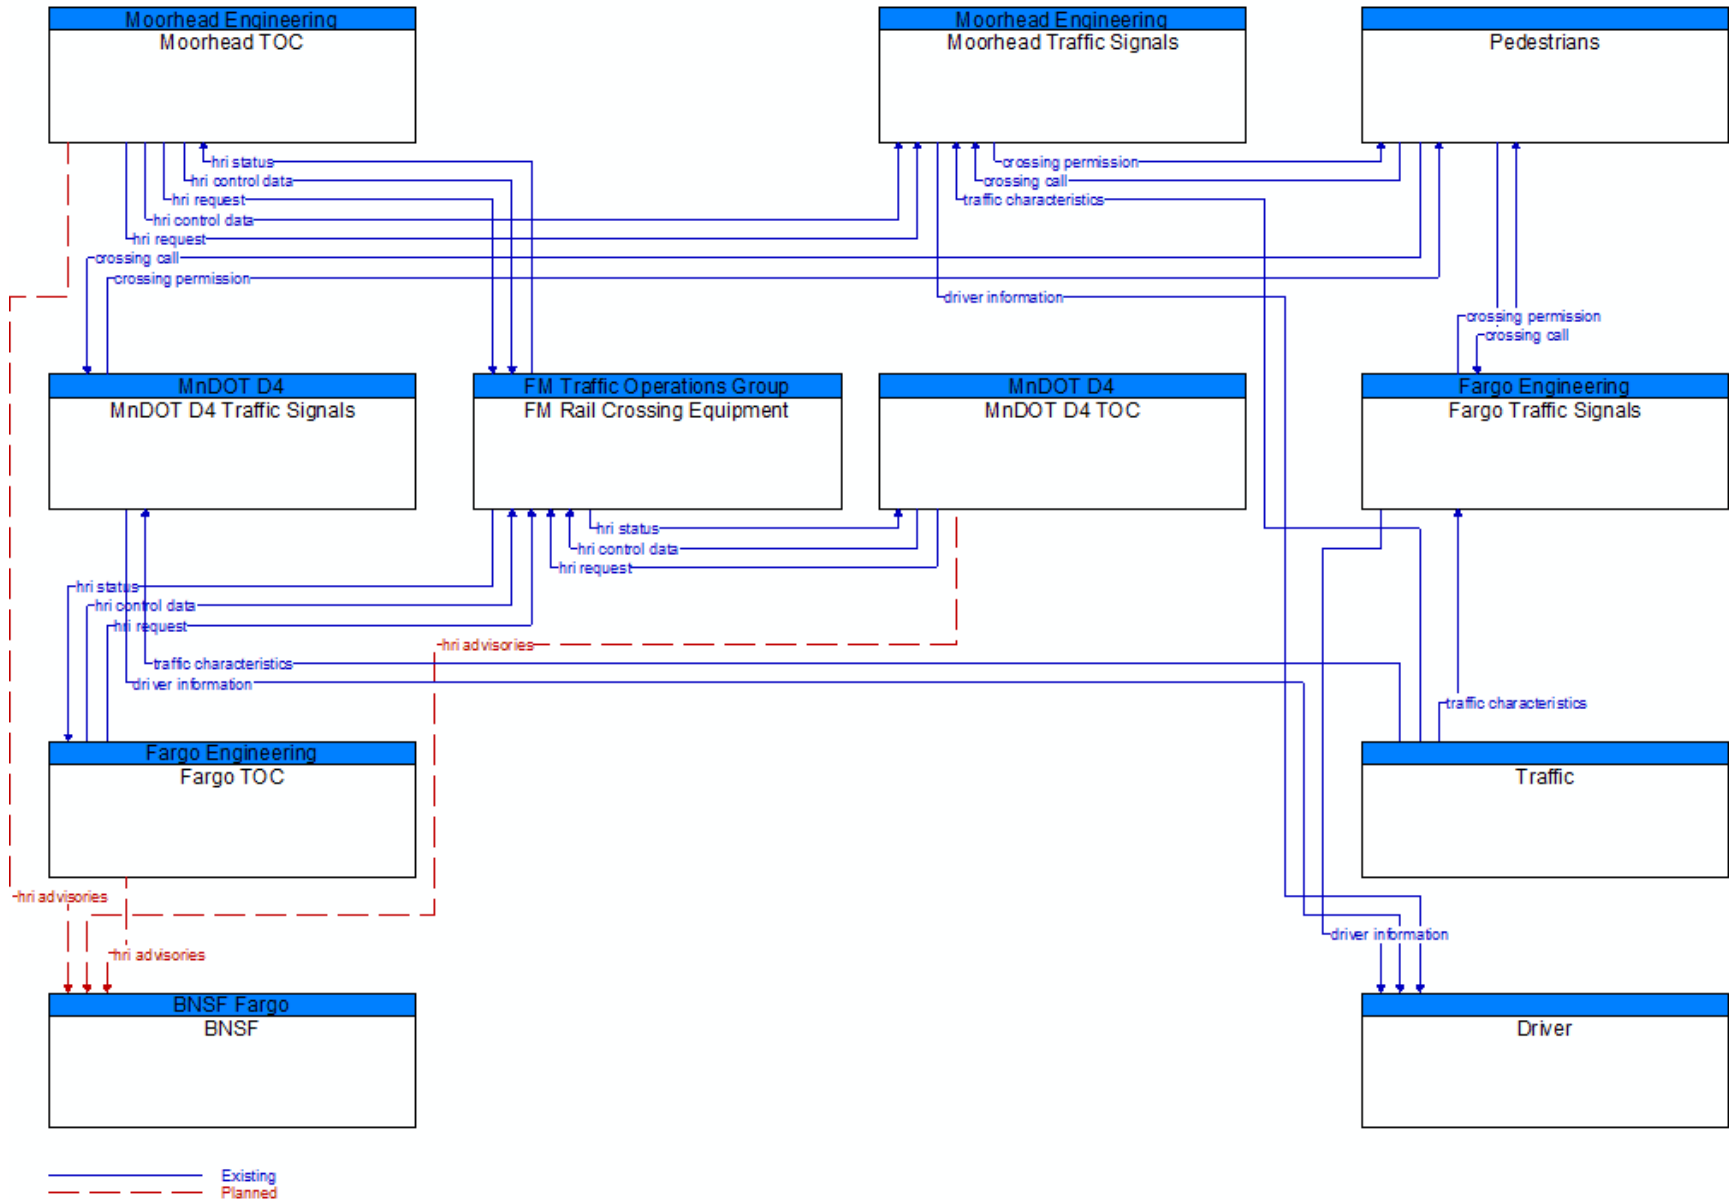 Moorhead Engineering
Moorhead TOC
Moorhead Engineering
Moorhead Traffic Signals
Pedestrians
hri status
hri control data
hri request
hri control data
hri request
crossing call
crossing permission
crossing permission
crossing call
traffic characteristics
driver information
crossing permission
crossing call
MnDOT D4
MnDOT D4 Traffic Signals
FM Traffic Operations Group
FM Rail Crossing Equipment
MnDOT D4
MnDOT D4 TOC
Fargo Engineering
Fargo Traffic Signals
hri status
hri control data
hri request
hri status
hri control data
hri request
hri advisories
traffic characteristics
driver information
traffic characteristics
Fargo Engineering
Fargo TOC
Traffic
hri advisories
hri advisories
driver information
BNSF Fargo
BNSF
Driver
Existing
Planned